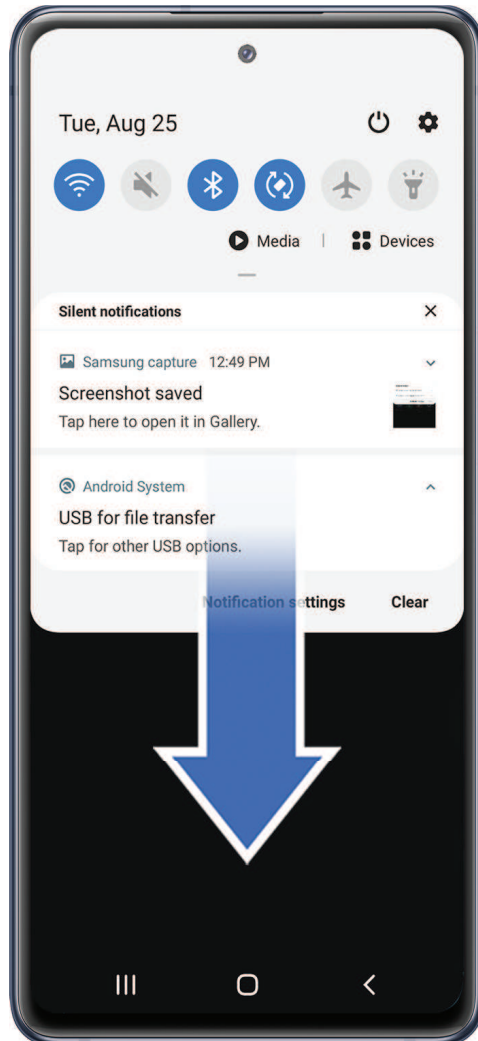 Tue, Aug 25
Media | Devices
Silent notifications
Samsung capture 12:49 PM
Screenshot saved
Tap here to open it in Gallery.
Android System
USB for file transfer
Tap for other USB options.
Notification settings Clear